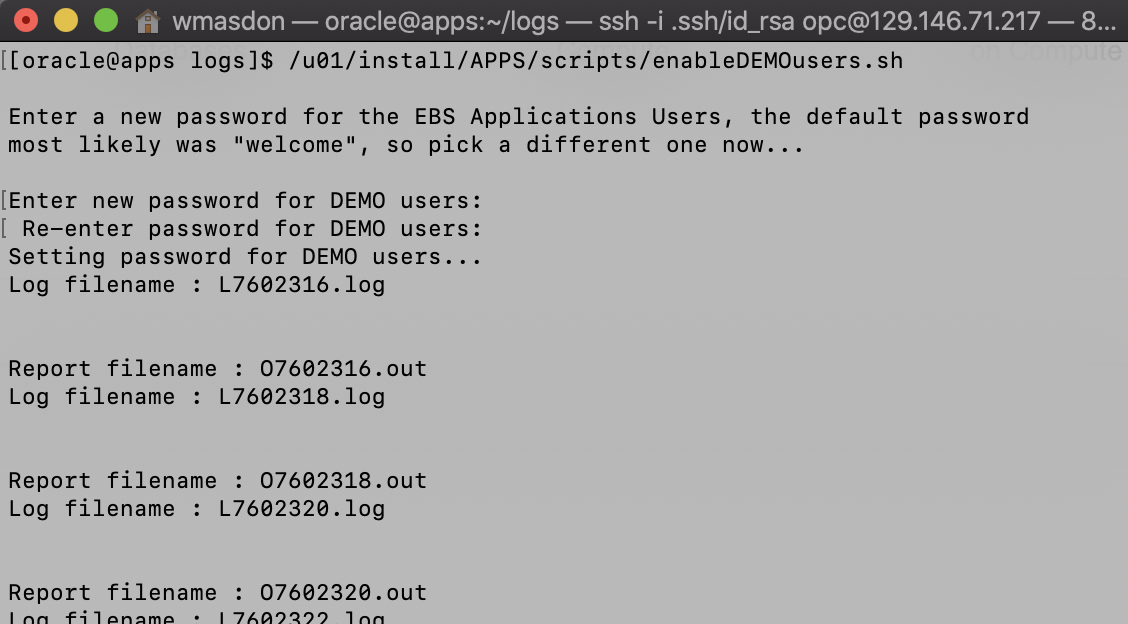 wmasdon — oracle@apps:~/logs — ssh -i .ssh/id_rsa opc@129.146.71.217 — 8...
Databases Compute on Compute
[[oracle@apps logs]$ /u01/install/APPS/scripts/enableDEMOusers.sh
Enter a new password for the EBS Applications Users, the default password
most likely was "welcome", so pick a different one now...
[Enter new password for DEMO users:
[ Re-enter password for DEMO users:
Setting password for DEMO users...
Log filename : L7602316.log
Report filename : O7602316.out
Log filename : L7602318.log
Report filename : O7602318.out
Log filename : L7602320.log
Report filename : O7602320.out
Log filename : L7602322.log